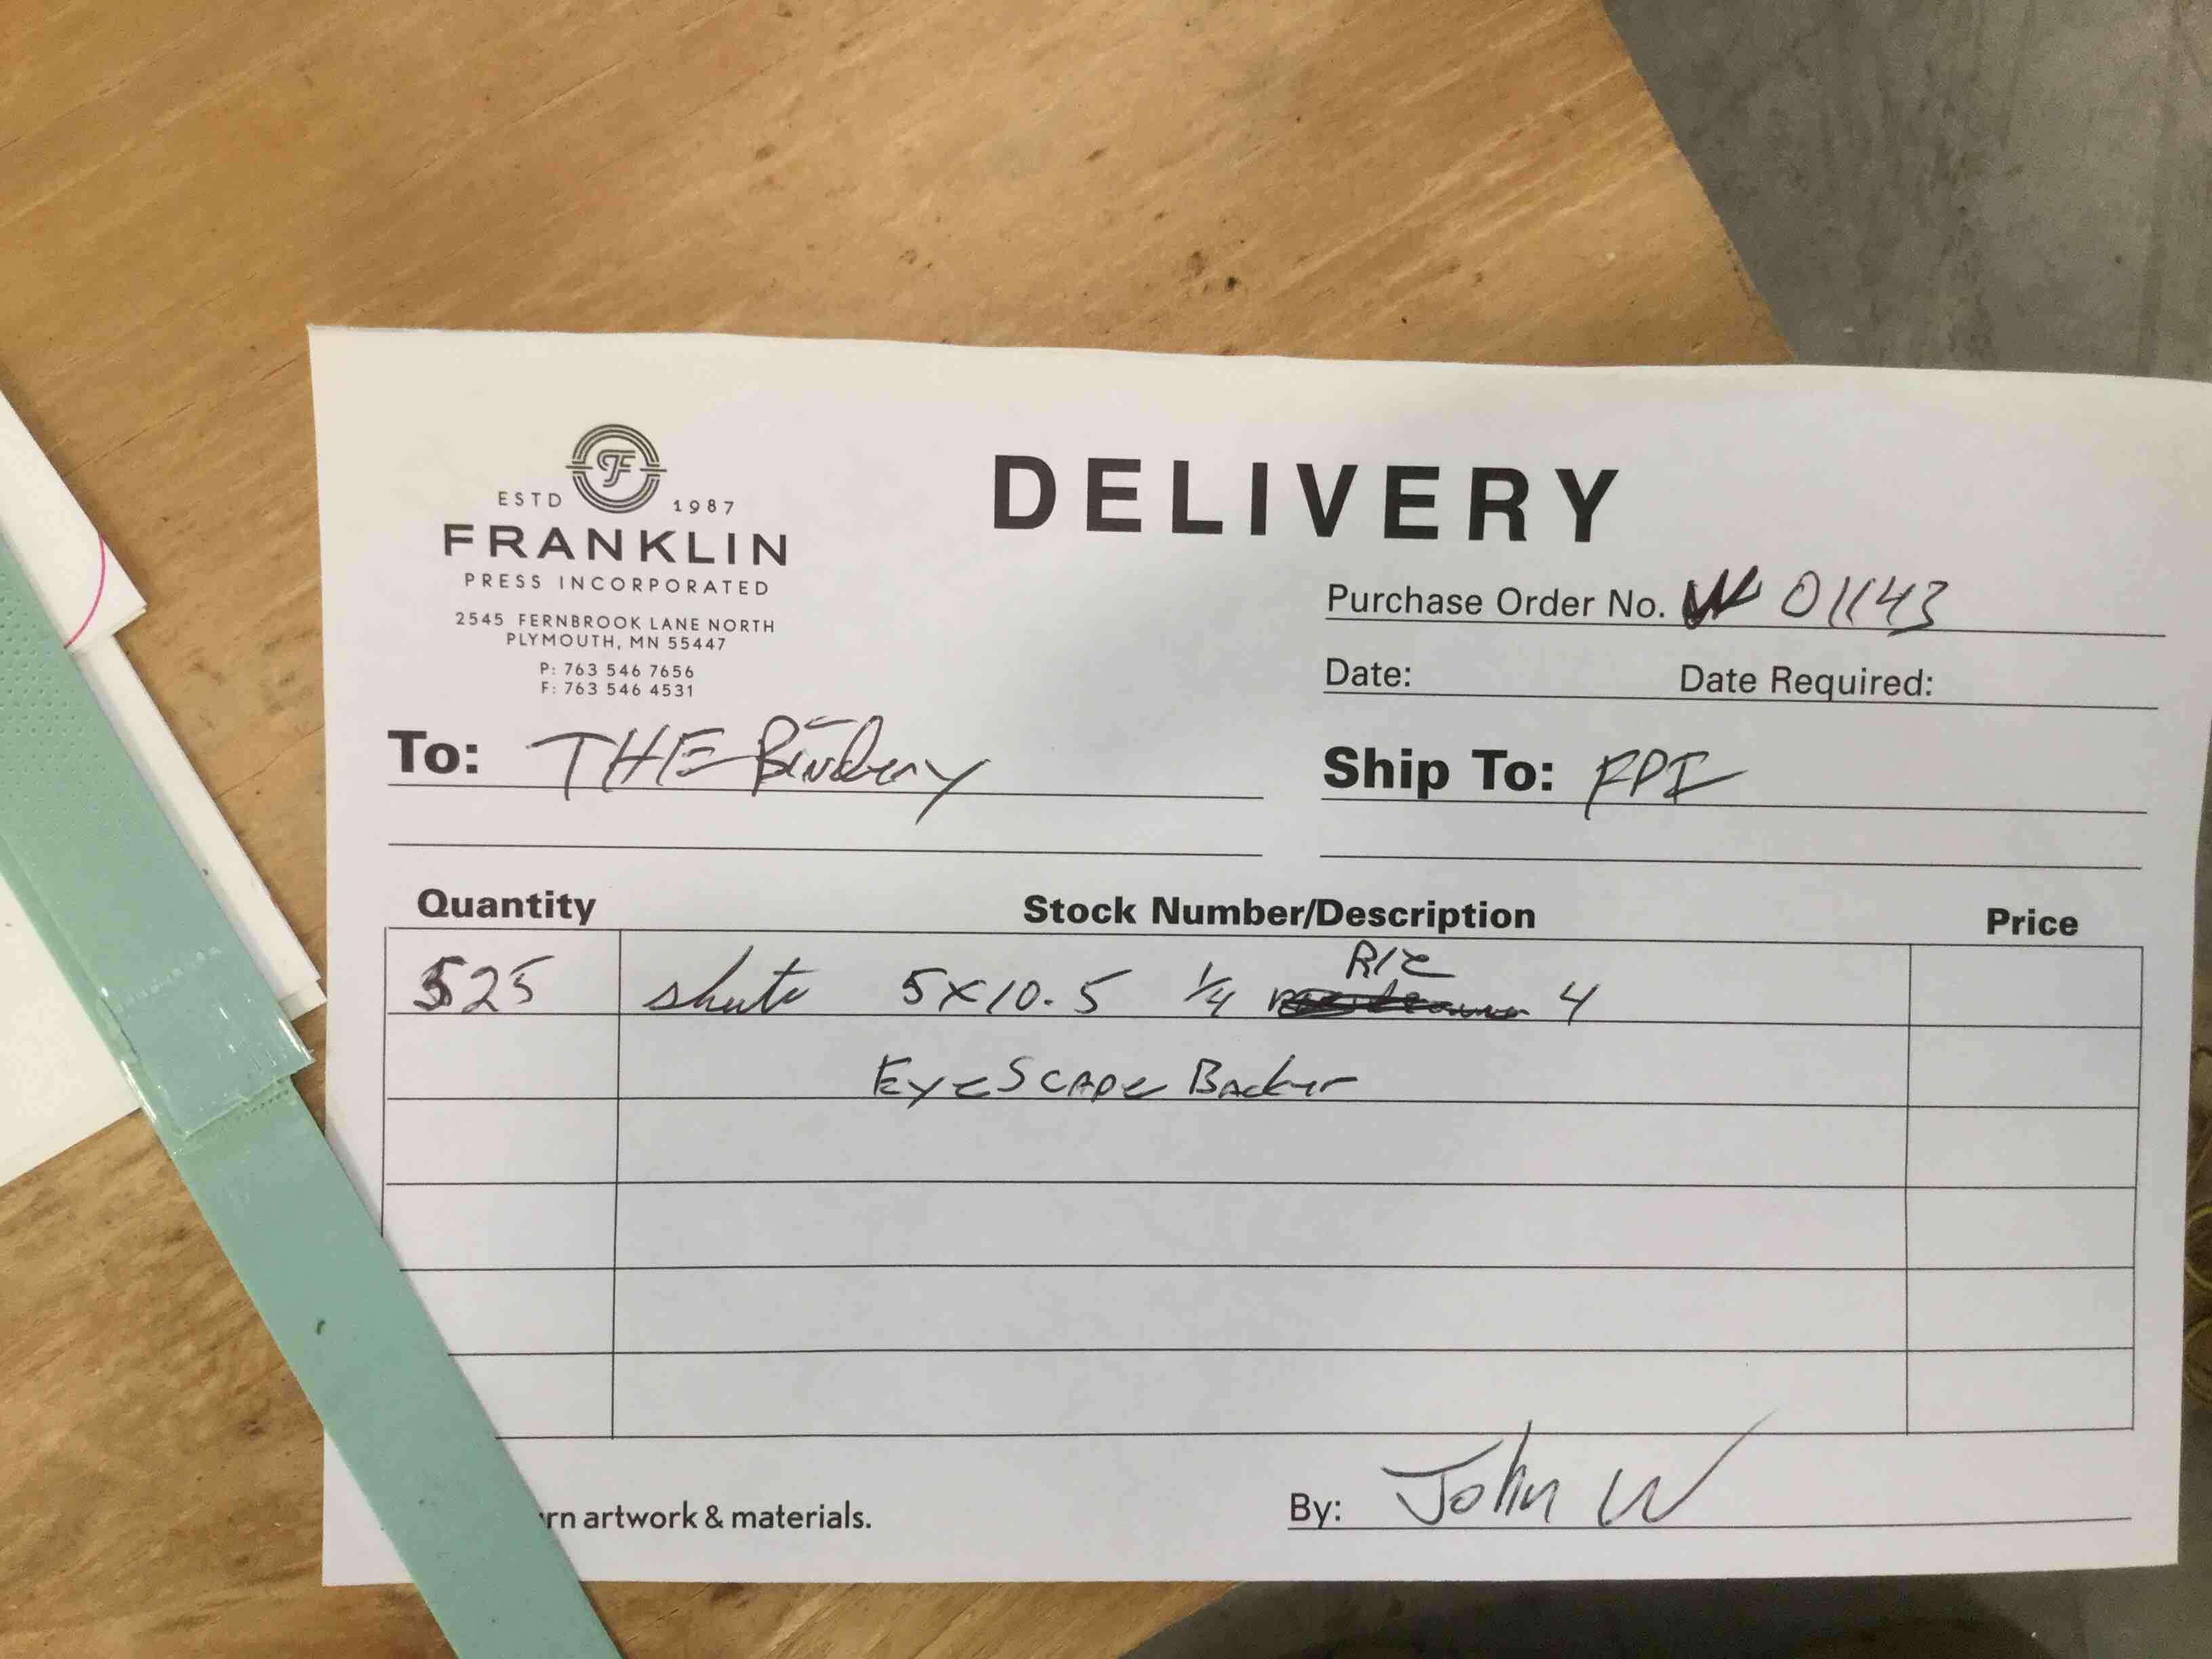 ESTD 1987
FRANKLIN
PRESS INCORPORATED
2545 FERNBROOK LANE NORTH
PLYMOUTH, MN 55447
P: 763 546 7656
F: 763 546 4531
DELIVERY
Purchase Order No. 01143
Date: Date Required:
To: THE Bindery
Ship To: FPI
Quantity Stock Number/Description Price
525 sheets 5x10.5 1/4 4
EyeScape Backer
rn artwork & materials.
By: John W